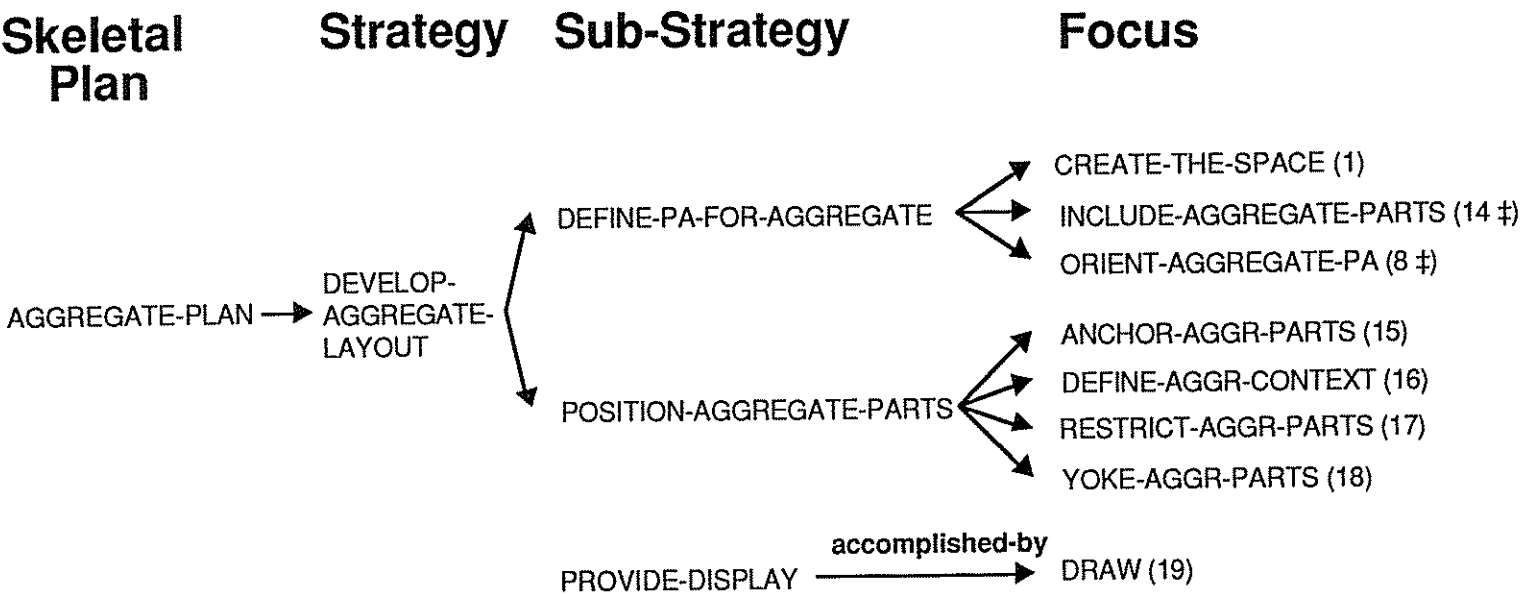 Skeletal
Plan
Strategy
Sub-Strategy
Focus
AGGREGATE-PLAN
DEVELOP-
AGGREGATE-
LAYOUT
DEFINE-PA-FOR-AGGREGATE
CREATE-THE-SPACE (1)
INCLUDE-AGGREGATE-PARTS (14 ‡)
ORIENT-AGGREGATE-PA (8 ‡)
POSITION-AGGREGATE-PARTS
ANCHOR-AGGR-PARTS (15)
DEFINE-AGGR-CONTEXT (16)
RESTRICT-AGGR-PARTS (17)
YOKE-AGGR-PARTS (18)
PROVIDE-DISPLAY
accomplished-by
DRAW (19)